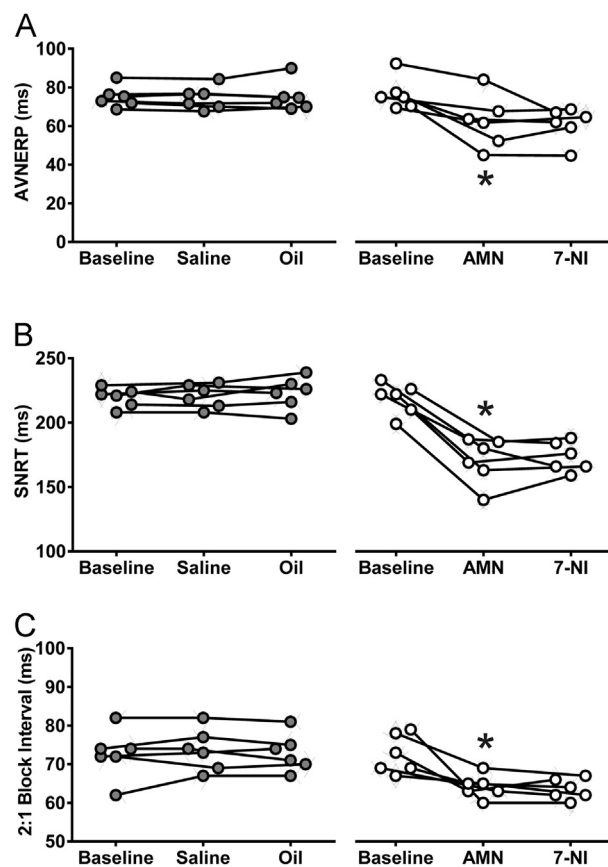 A
AVNERP (ms)
100
80
60
40
20
0
Baseline Saline Oil
*
Baseline AMN 7-NI
B
SNRT (ms)
250
200
150
100
Baseline Saline Oil
*
Baseline AMN 7-NI
C
2:1 Block Interval (ms)
100
90
80
70
60
50
Baseline Saline Oil
*
Baseline AMN 7-NI